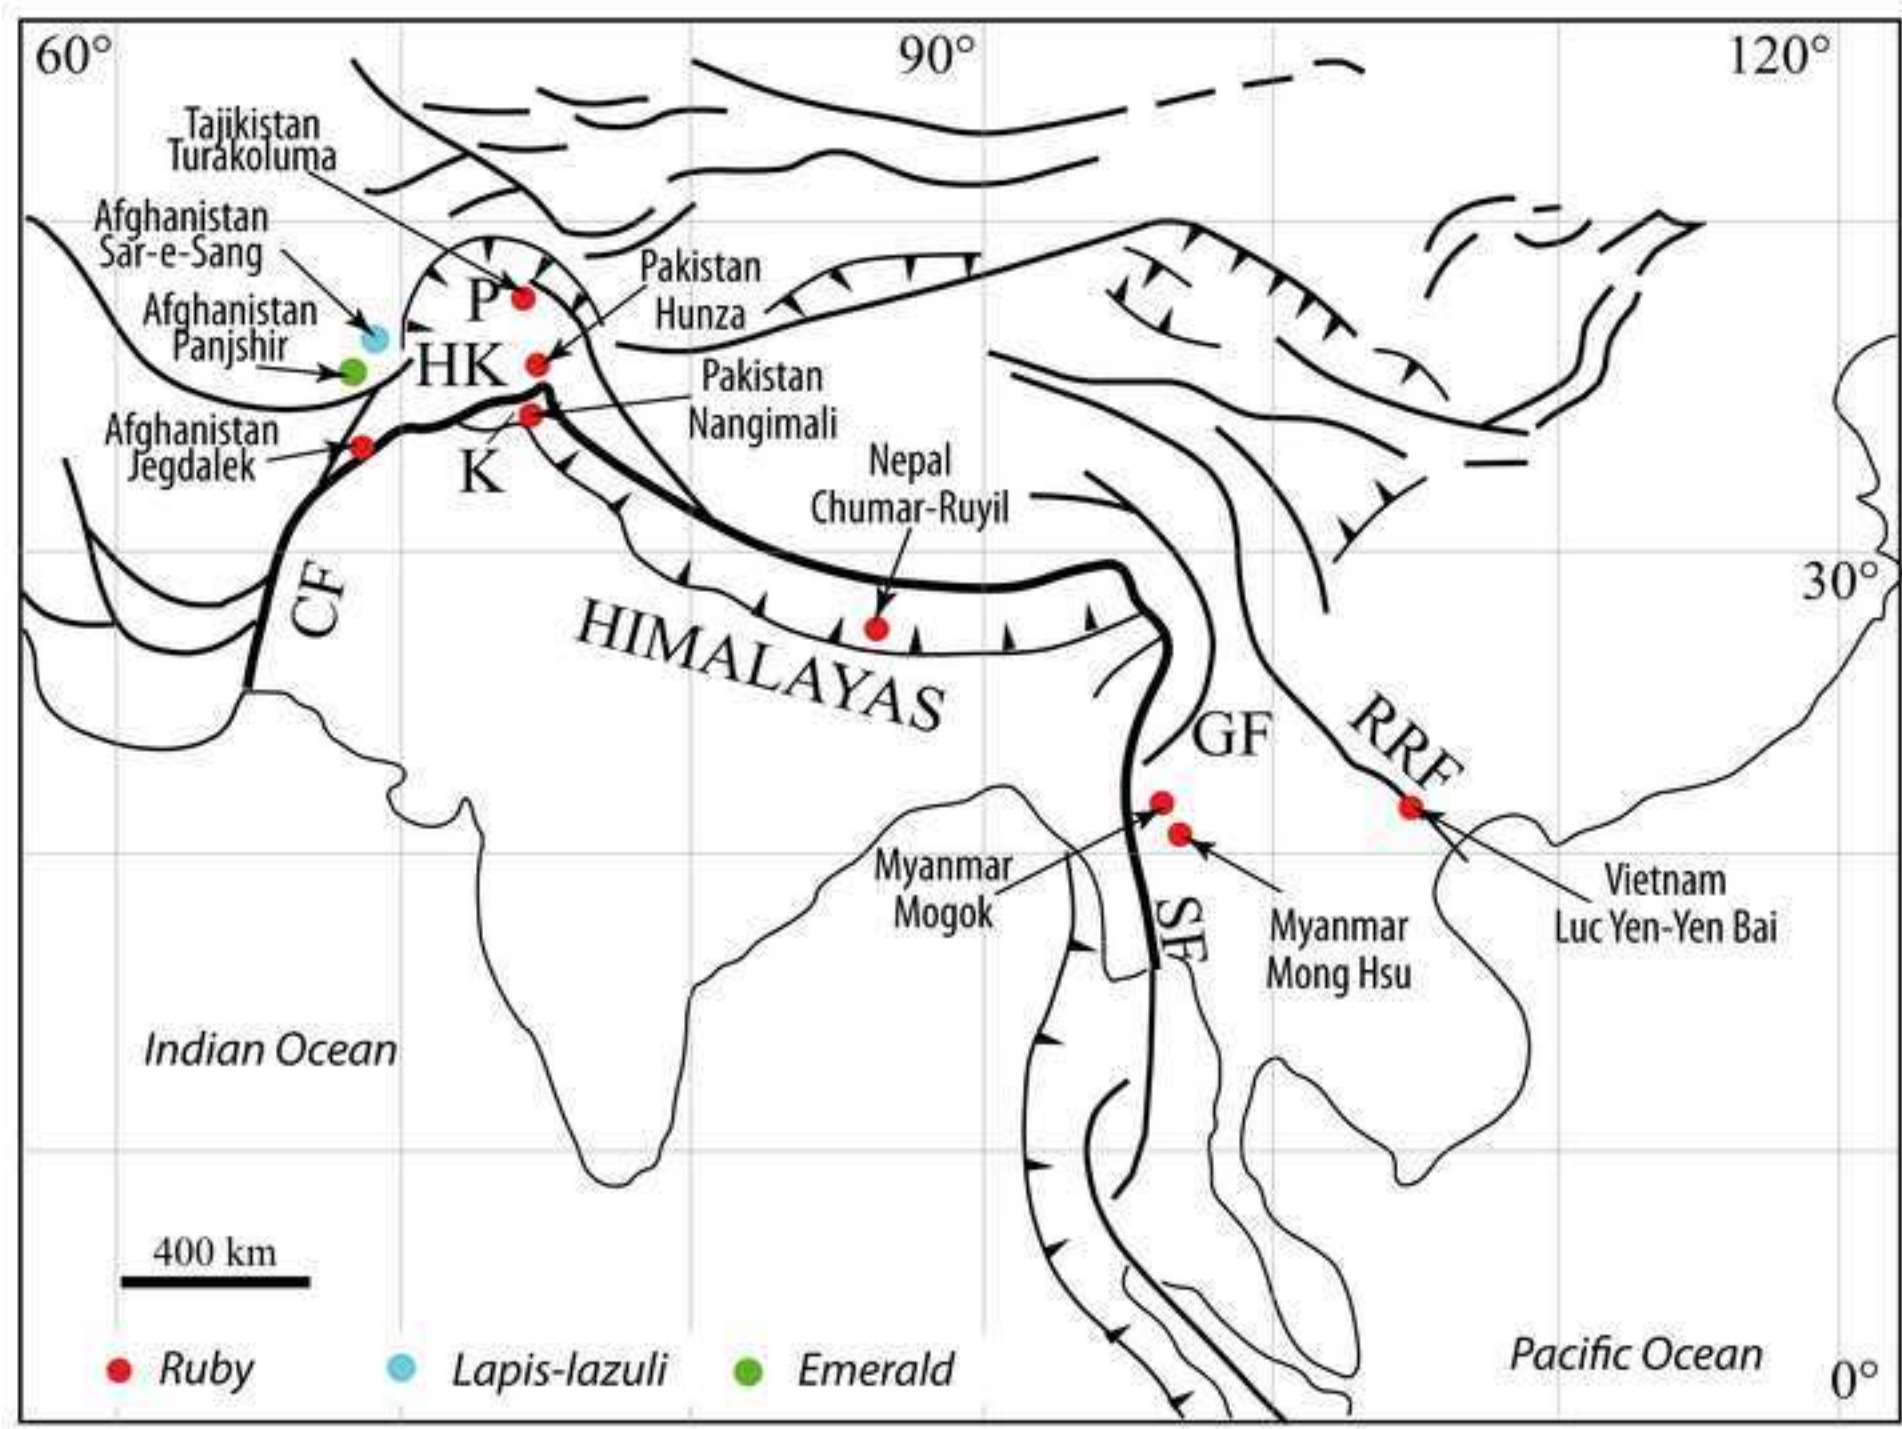 60°
90°
120°
Tajikistan
Turakoluma
Afghanistan
Sar-e-Sang
Afghanistan
Panjshir
Pakistan
Hunza
P
HK
Pakistan
Nangimali
Afghanistan
Jegdalek
K
Nepal
Chumar-Ruyil
30°
CF
HIMALAYAS
GF
RRF
Myanmar
Mogok
SF
Myanmar
Mong Hsu
Vietnam
Luc Yen-Yen Bai
Indian Ocean
400 km
Pacific Ocean
0°
Ruby
Lapis-lazuli
Emerald